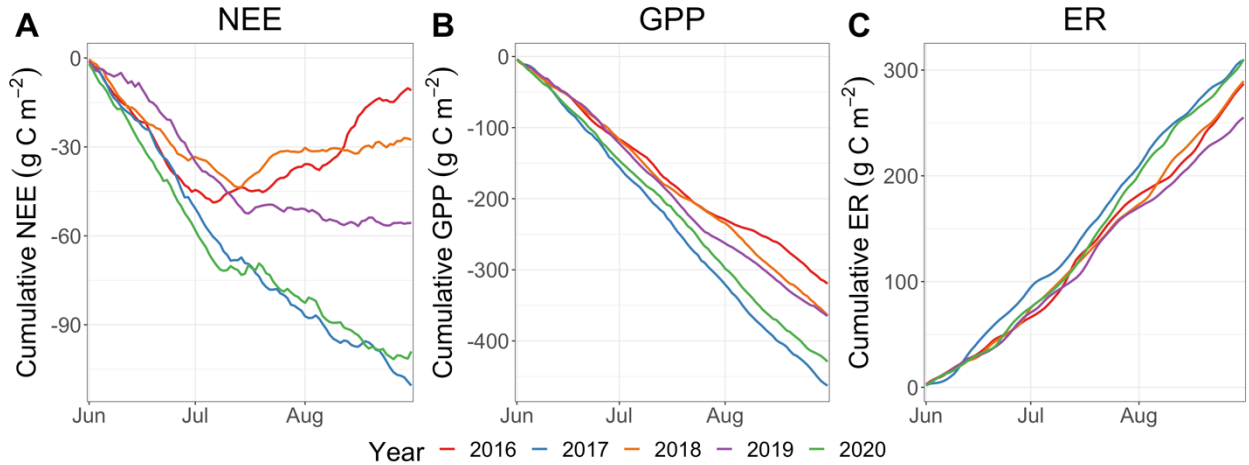 A NEE
Cumulative NEE (g C m⁻²)
0
-30
-60
-90
Jun Jul Aug
B GPP
Cumulative GPP (g C m⁻²)
0
-100
-200
-300
-400
Jun Jul Aug
C ER
Cumulative ER (g C m⁻²)
300
200
100
0
Jun Jul Aug
Year 2016 2017 2018 2019 2020